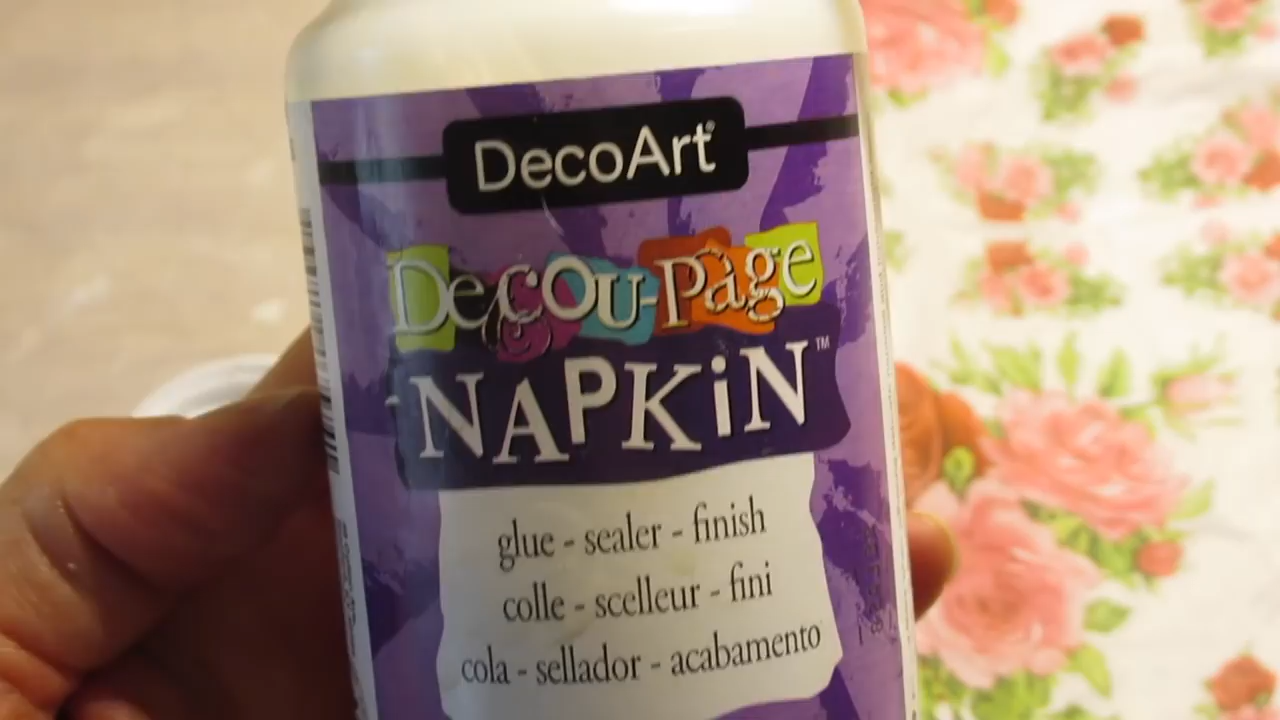 DecoArt®
Decou-Page
NAPKiN™
glue - sealer - finish
colle - scelleur - fini
cola - sellador - acabamento